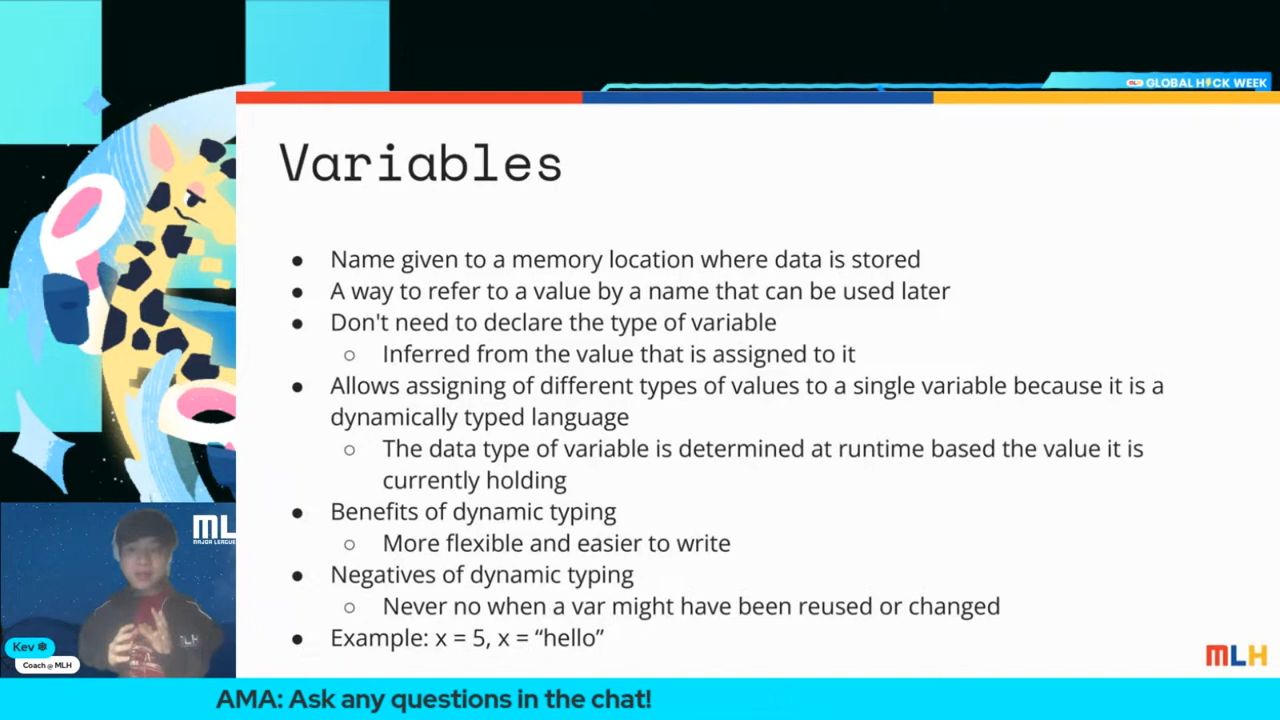 MLH GLOBAL HACK WEEK
Variables
● Name given to a memory location where data is stored
● A way to refer to a value by a name that can be used later
● Don't need to declare the type of variable
○ Inferred from the value that is assigned to it
● Allows assigning of different types of values to a single variable because it is a
dynamically typed language
○ The data type of variable is determined at runtime based the value it is
currently holding
● Benefits of dynamic typing
○ More flexible and easier to write
● Negatives of dynamic typing
○ Never no when a var might have been reused or changed
● Example: x = 5, x = “hello”
ML
MAJOR LEAGUE
MLH
Kev
Coach @ MLH
MLH
AMA: Ask any questions in the chat!